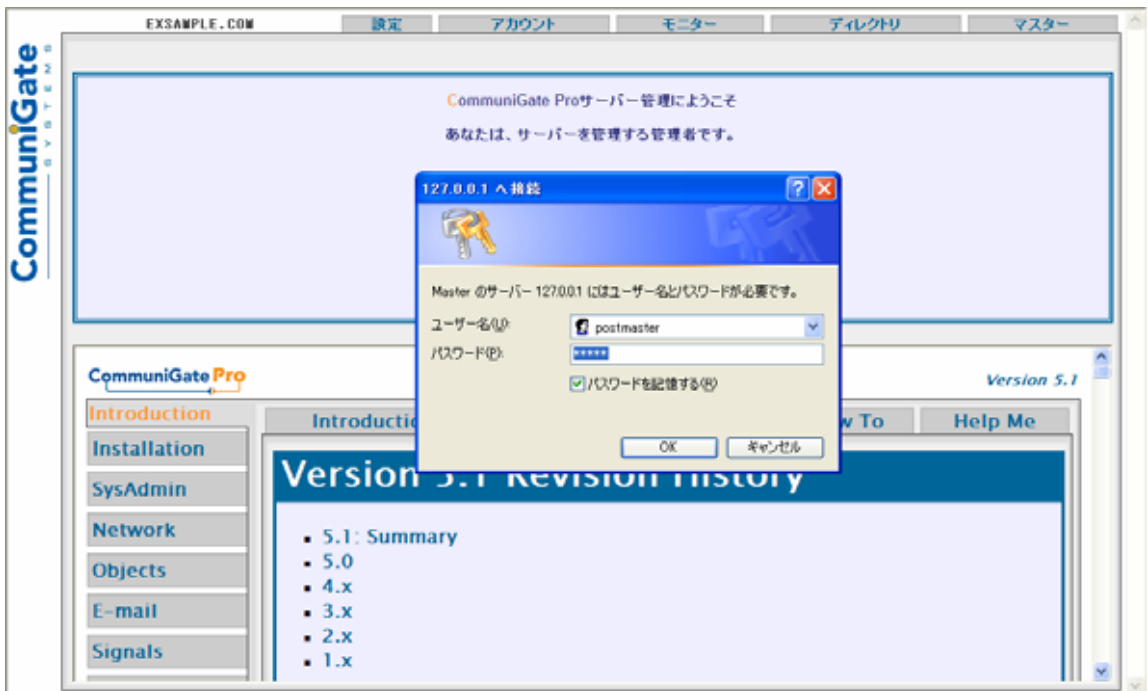 EXSAMPLE.COM 設定 アカウント モニター ディレクトリ マスター
CommuniGate
SYSTEMS
CommuniGate Proサーバー管理にようこそ
あなたは、サーバーを管理する管理者です。
127.0.0.1 へ接続
Master のサーバー 127.0.0.1 にはユーザー名とパスワードが必要です。
ユーザー名(U):
postmaster
パスワード(P):
*****
パスワードを記憶する(R)
OK キャンセル
CommuniGate Pro
Version 5.1
Introduction
Installation
SysAdmin
Network
Objects
E-mail
Signals
Introductio w To Help Me
Version 5.1 Revision History
5.1: Summary
5.0
4.x
3.x
2.x
1.x